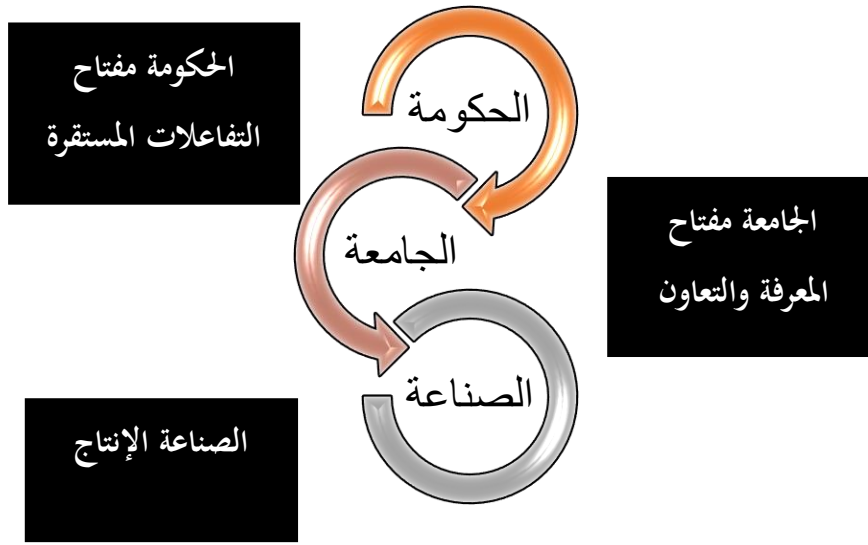 الحكومة مفتاح
التفاعلات المستقرة
الحكومة
الجامعة مفتاح
المعرفة والتعاون
الجامعة
الصناعة
الصناعة الإنتاج